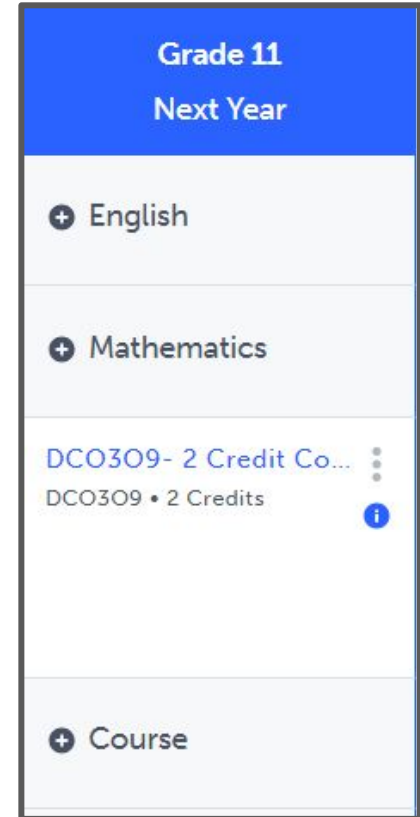 Grade 11
Next Year
English
Mathematics
DCO3O9- 2 Credit Co...
DCO3O9 • 2 Credits
Course